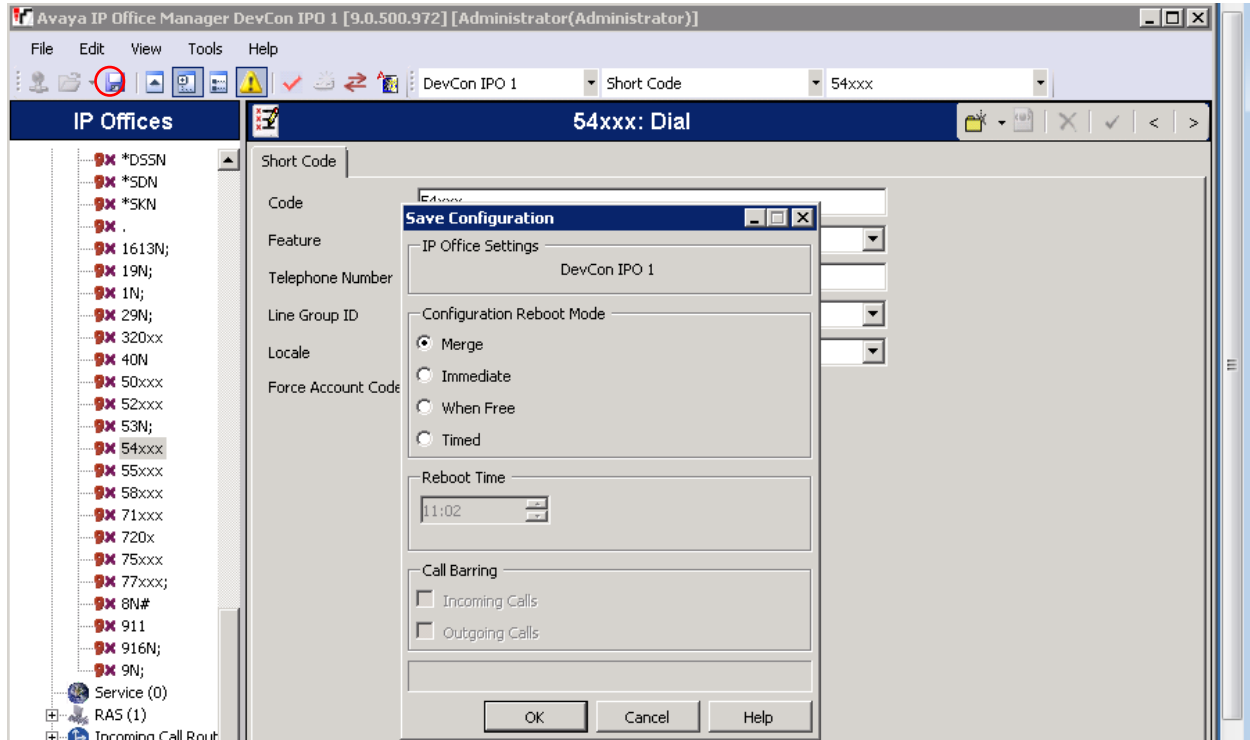 Avaya IP Office Manager DevCon IPO 1 [9.0.500.972] [Administrator(Administrator)]
File Edit View Tools Help
DevCon IPO 1 Short Code 54xxx
IP Offices
54xxx: Dial
*DSSN
*SDN
*SKN
.
1613N;
19N;
1N;
29N;
320xx
40N
50xxx
52xxx
53N;
54xxx
55xxx
58xxx
71xxx
720x
75xxx
77xxx;
8N#
911
916N;
9N;
Service (0)
RAS (1)
Incoming Call Rout
Short Code
Code 54xxx
Feature
Telephone Number
Line Group ID
Locale
Force Account Code
Save Configuration
IP Office Settings
DevCon IPO 1
Configuration Reboot Mode
Merge
Immediate
When Free
Timed
Reboot Time
11:02
Call Barring
Incoming Calls
Outgoing Calls
OK Cancel Help